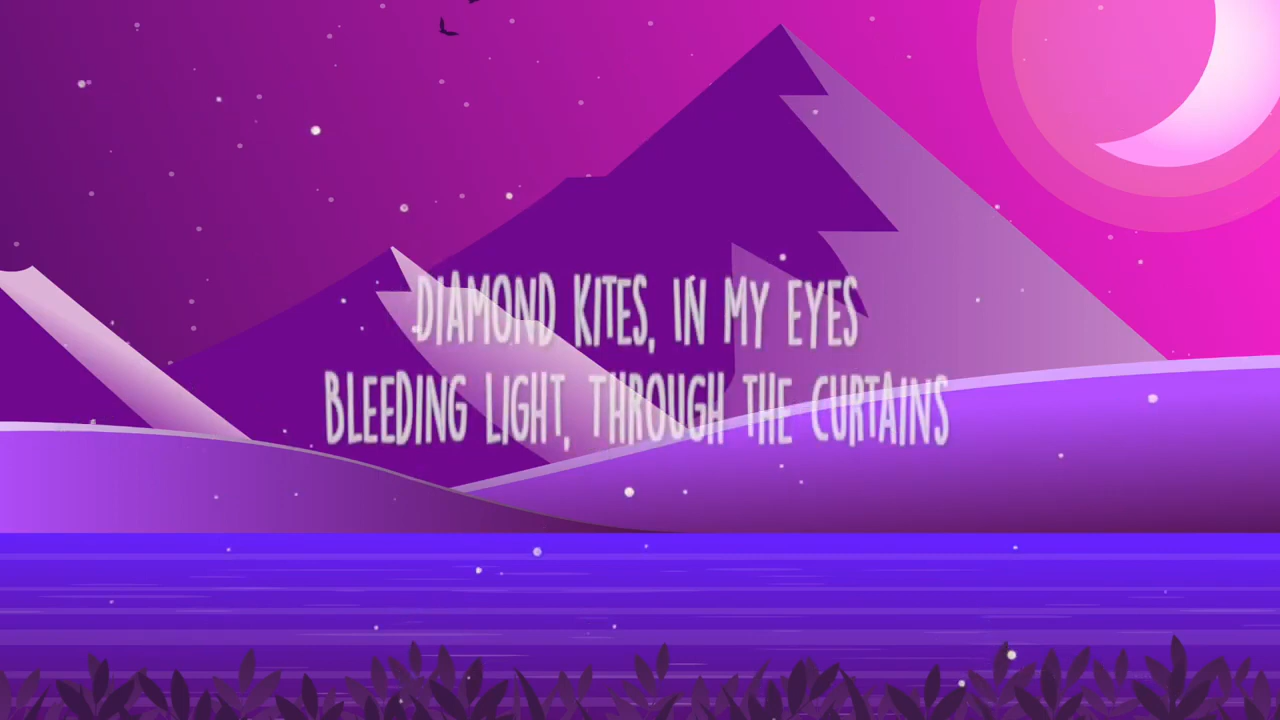 DIAMOND KITES, IN MY EYES
BLEEDING LIGHT, THROUGH THE CURTAINS